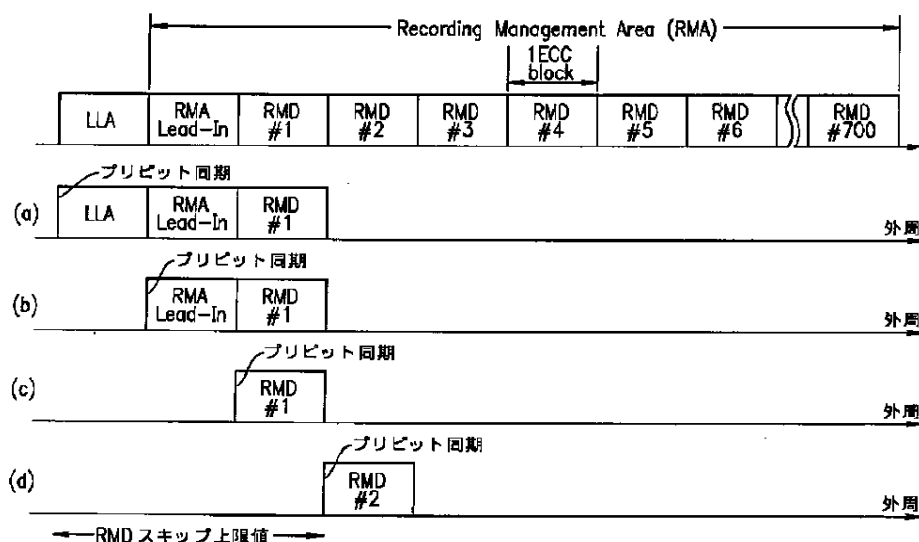 Recording Management Area (RMA)
1ECC
block
LLA
RMA
Lead-In
RMD
#1
RMD
#2
RMD
#3
RMD
#4
RMD
#5
RMD
#6
RMD
#700
プリピット同期
(a)
LLA
RMA
Lead-In
RMD
#1
外周
プリピット同期
(b)
RMA
Lead-In
RMD
#1
外周
プリピット同期
(c)
RMD
#1
外周
プリピット同期
(d)
RMD
#2
外周
RMDスキップ上限値